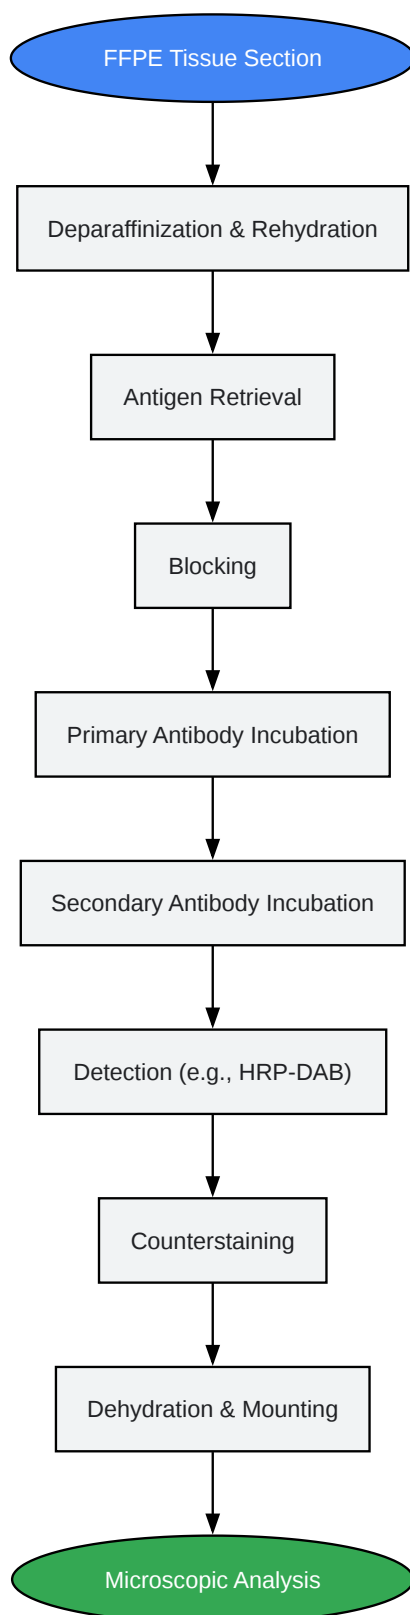 FFPE Tissue Section
Deparaffinization & Rehydration
Antigen Retrieval
Blocking
Primary Antibody Incubation
Secondary Antibody Incubation
Detection (e.g., HRP-DAB)
Counterstaining
Dehydration & Mounting
Microscopic Analysis